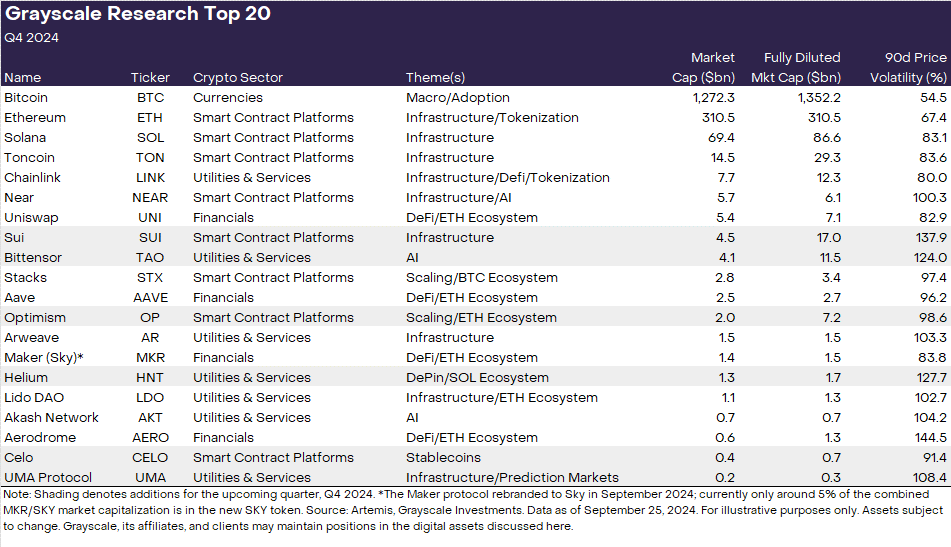 Grayscale Research Top 20
Q4 2024
Market Fully Diluted 90d Price
Name Ticker Crypto Sector Theme(s) Cap ($bn) Mkt Cap ($bn) Volatility (%)
Bitcoin BTC Currencies Macro/Adoption 1,272.3 1,352.2 54.5
Ethereum ETH Smart Contract Platforms Infrastructure/Tokenization 310.5 310.5 67.4
Solana SOL Smart Contract Platforms Infrastructure 69.4 86.6 83.1
Toncoin TON Smart Contract Platforms Infrastructure 14.5 29.3 83.6
Chainlink LINK Utilities & Services Infrastructure/Defi/Tokenization 7.7 12.3 80.0
Near NEAR Smart Contract Platforms Infrastructure/AI 5.7 6.1 100.3
Uniswap UNI Financials DeFi/ETH Ecosystem 5.4 7.1 82.9
Sui SUI Smart Contract Platforms Infrastructure 4.5 17.0 137.9
Bittensor TAO Utilities & Services AI 4.1 11.5 124.0
Stacks STX Smart Contract Platforms Scaling/BTC Ecosystem 2.8 3.4 97.4
Aave AAVE Financials DeFi/ETH Ecosystem 2.5 2.7 96.2
Optimism OP Smart Contract Platforms Scaling/ETH Ecosystem 2.0 7.2 98.6
Arweave AR Utilities & Services Infrastructure 1.5 1.5 103.3
Maker (Sky)* MKR Financials DeFi/ETH Ecosystem 1.4 1.5 83.8
Helium HNT Utilities & Services DePin/SOL Ecosystem 1.3 1.7 127.7
Lido DAO LDO Utilities & Services Infrastructure/ETH Ecosystem 1.1 1.3 102.7
Akash Network AKT Utilities & Services AI 0.7 0.7 104.2
Aerodrome AERO Financials DeFi/ETH Ecosystem 0.6 1.3 144.5
Celo CELO Smart Contract Platforms Stablecoins 0.4 0.7 91.4
UMA Protocol UMA Utilities & Services Infrastructure/Prediction Markets 0.2 0.3 108.4
Note: Shading denotes additions for the upcoming quarter, Q4 2024. *The Maker protocol rebranded to Sky in September 2024; currently only around 5% of the combined
MKR/SKY market capitalization is in the new SKY token. Source: Artemis, Grayscale Investments. Data as of September 25, 2024. For illustrative purposes only. Assets subject
to change. Grayscale, its affiliates, and clients may maintain positions in the digital assets discussed here.